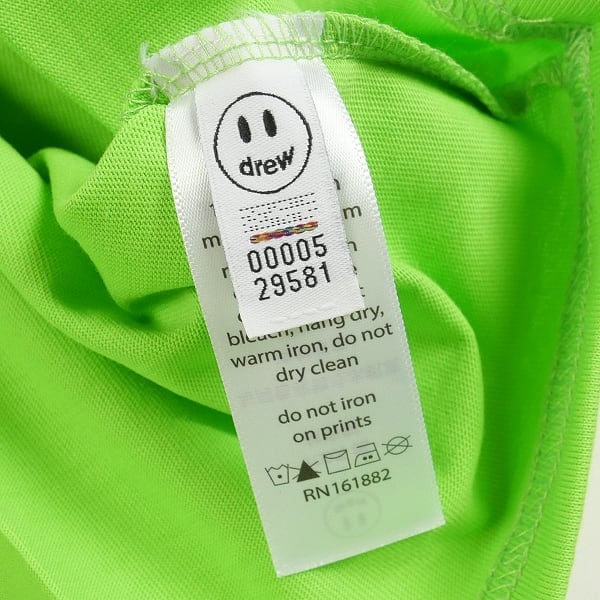 drew
00005
29581
bleach, hang dry,
warm iron, do not
dry clean
do not iron
on prints
RN161882